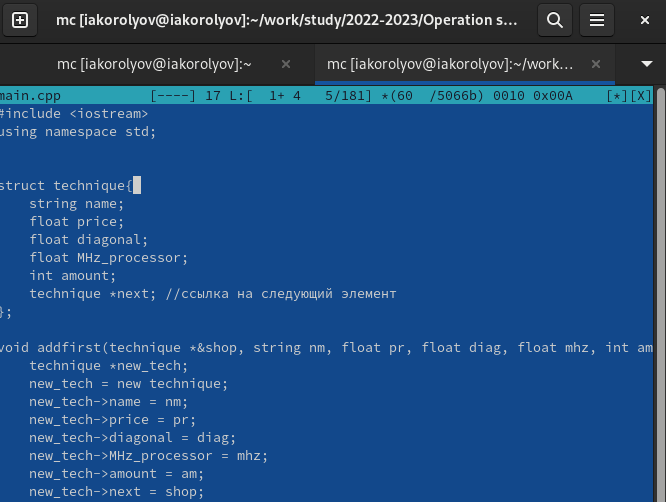 mc [iakorolyov@iakorolyov]:~/work/study/2022-2023/Operation s...
mc [iakorolyov@iakorolyov]:~ ×
mc [iakorolyov@iakorolyov]:~/work... ×
main.cpp [----] 17 L:[ 1+ 4 5/181] *(60 /5066b) 0010 0x00A [*][X]
#include <iostream>
using namespace std;
struct technique{
string name;
float price;
float diagonal;
float MHz_processor;
int amount;
technique *next; //ссылка на следующий элемент
};
void addfirst(technique *&shop, string nm, float pr, float diag, float mhz, int am
technique *new_tech;
new_tech = new technique;
new_tech->name = nm;
new_tech->price = pr;
new_tech->diagonal = diag;
new_tech->MHz_processor = mhz;
new_tech->amount = am;
new_tech->next = shop;